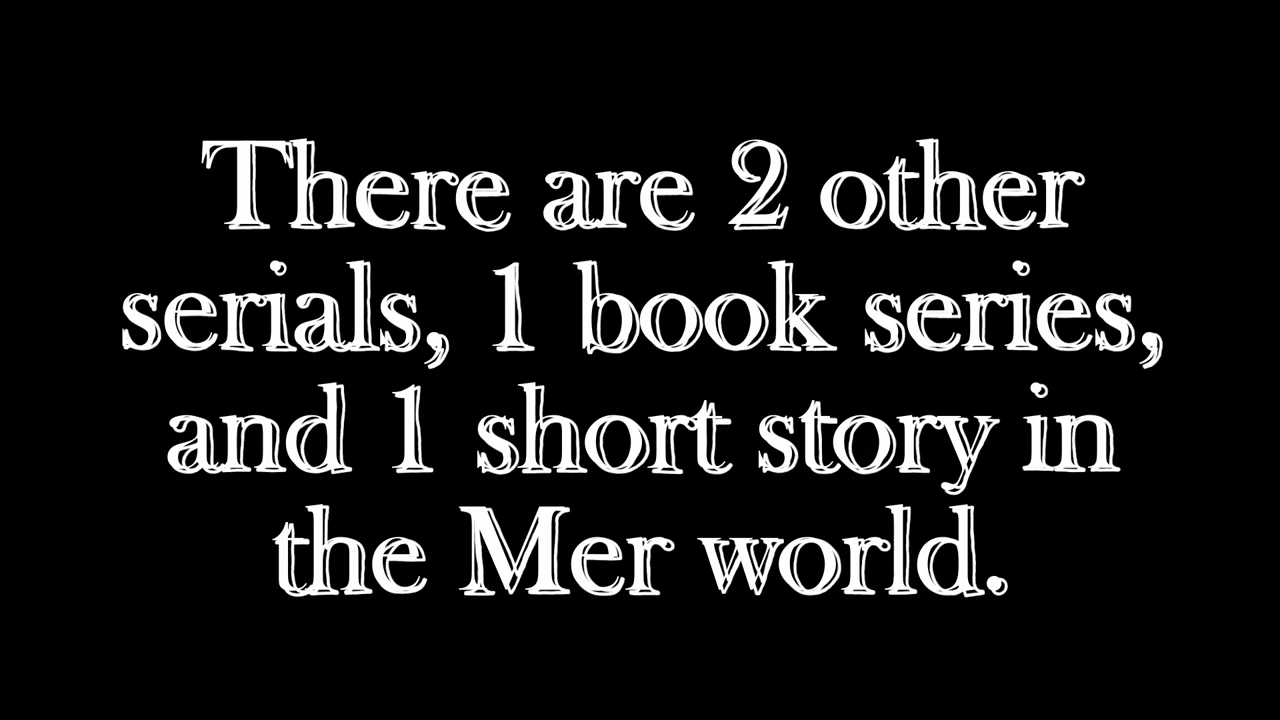 There are 2 other
serials, 1 book series,
and 1 short story in
the Mer world.